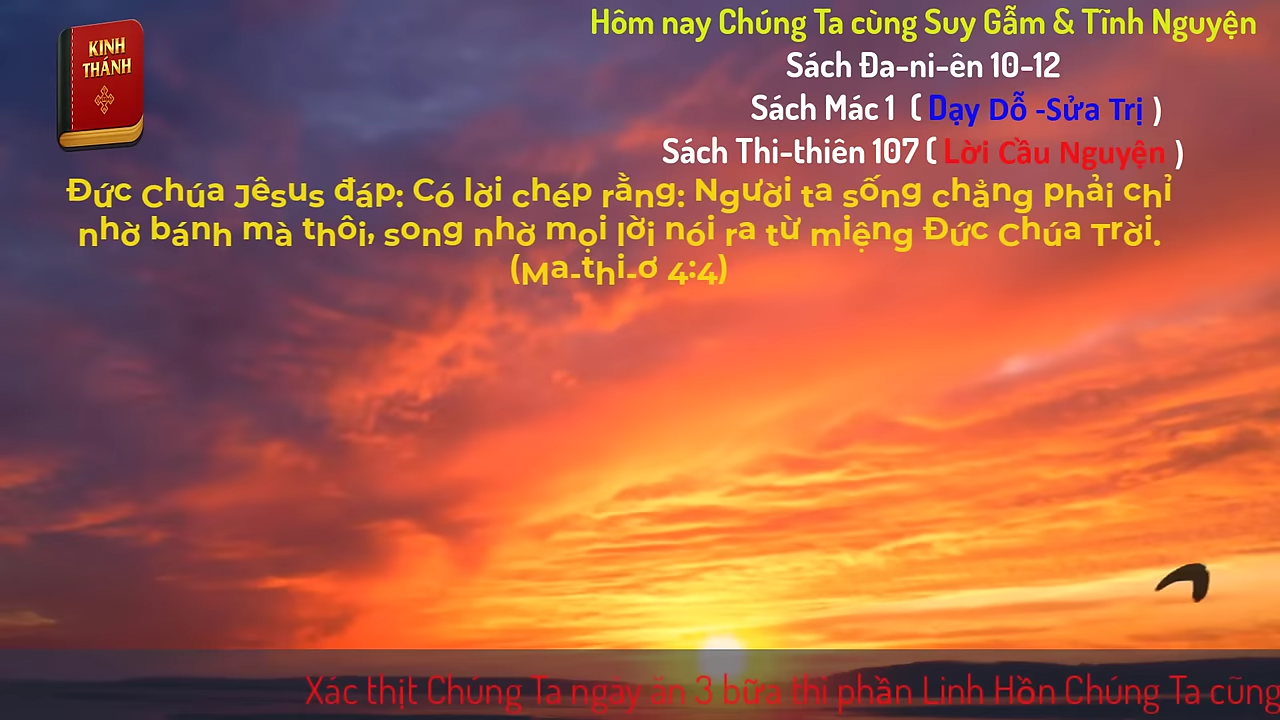 KINH
THÁNH
Hôm nay Chúng Ta cùng Suy Gẫm & Tĩnh Nguyện
Sách Đa-ni-ên 10-12
Sách Mác 1 ( Dạy Dỗ -Sửa Trị )
Sách Thi-thiên 107 ( Lời Cầu Nguyện )
Đức Chúa Jêsus đáp: Có lời chép rằng: Người ta sống chẳng phải chỉ
nhờ bánh mà thôi, song nhờ mọi lời nói ra từ miệng Đức Chúa Trời.
(Ma-thi-ơ 4:4)
Xác thịt Chúng Ta ngày ăn 3 bữa thì phần Linh Hồn Chúng Ta cũng